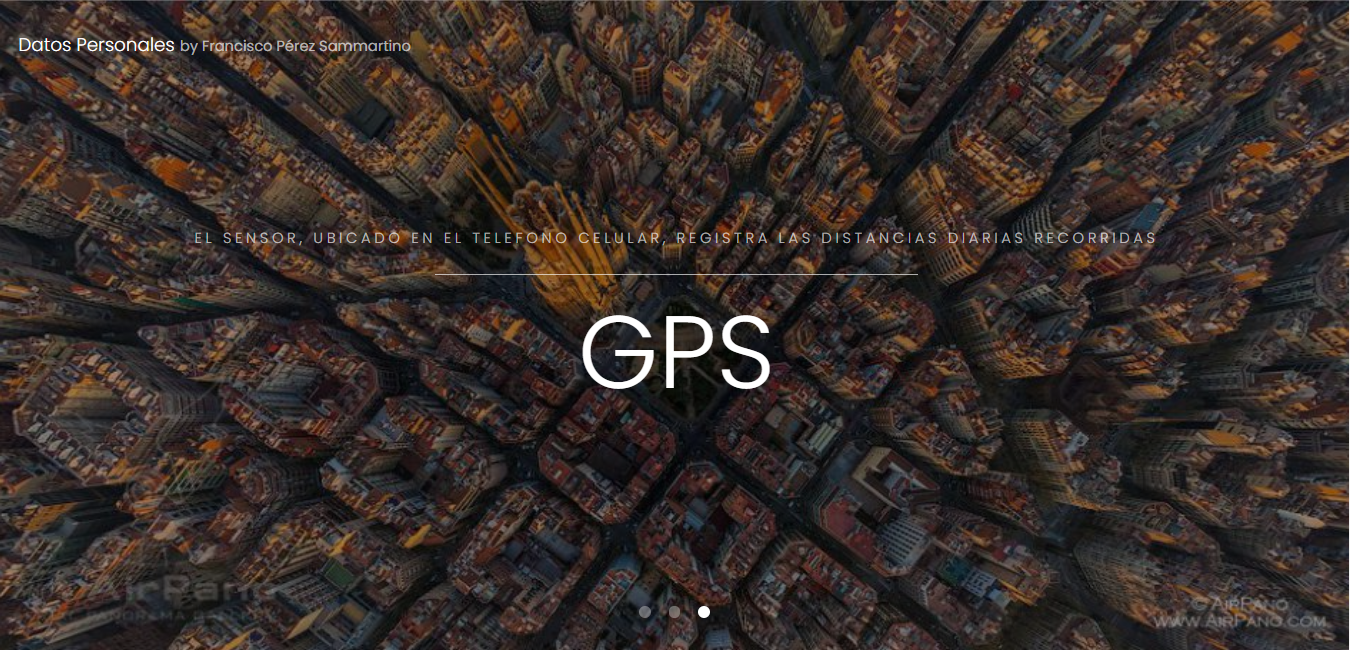 Datos Personales by Francisco Pérez Sammartino
EL SENSOR, UBICADO EN EL TELEFONO CELULAR, REGISTRA LAS DISTANCIAS DIARIAS RECORRIDAS
GPS
AirPano
© AirPano
www.AirPano.com